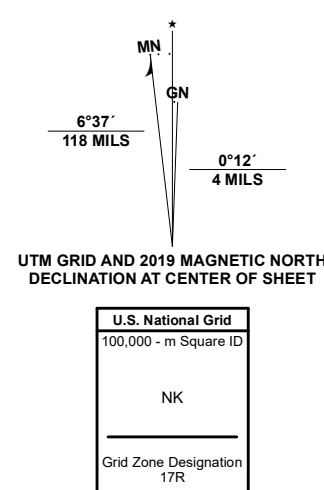 ★
MN
GN
6°37´
118 MILS
0°12´
4 MILS
UTM GRID AND 2019 MAGNETIC NORTH
DECLINATION AT CENTER OF SHEET
U.S. National Grid
100,000 - m Square ID
NK
Grid Zone Designation
17R